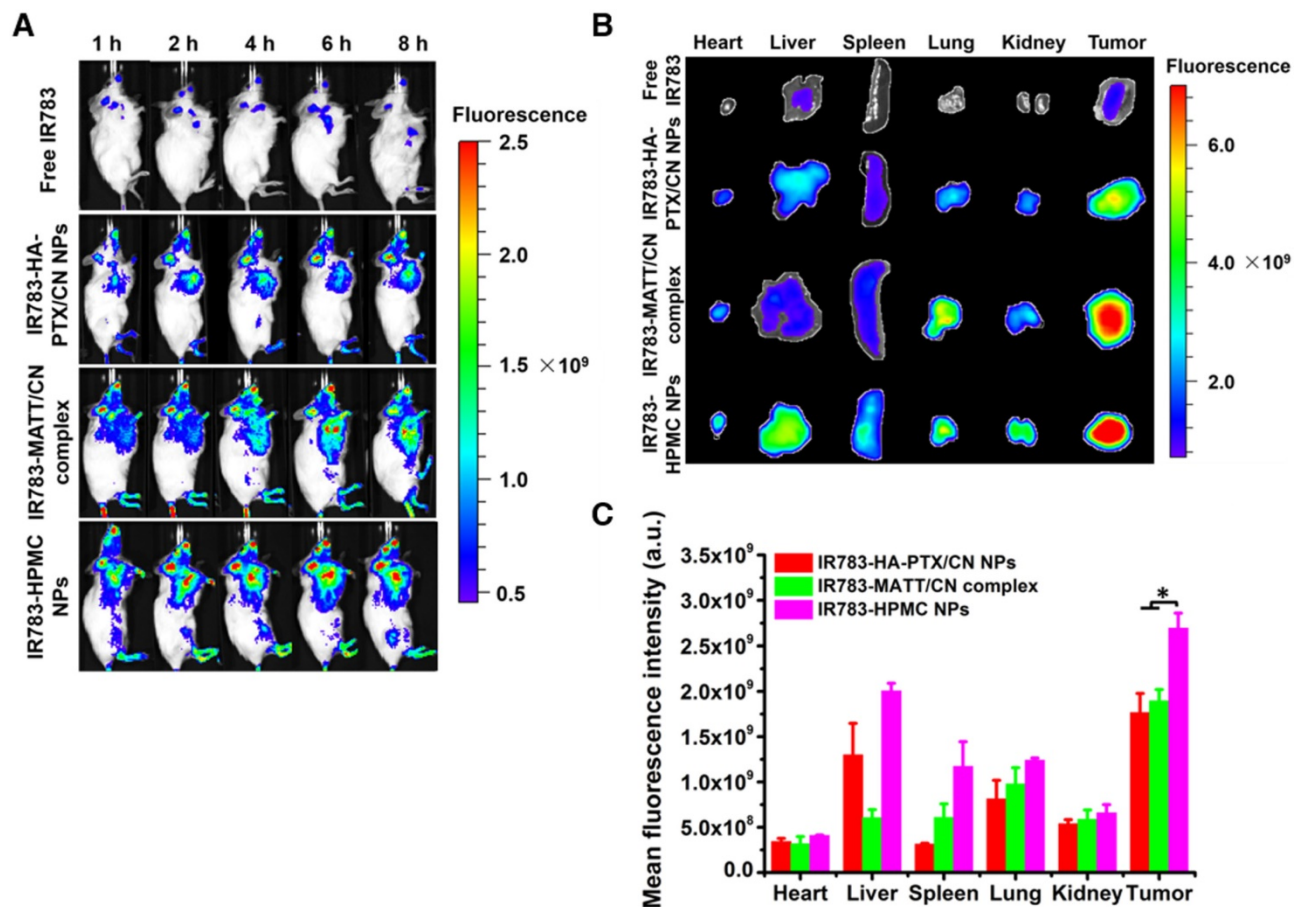 A
1 h 2 h 4 h 6 h 8 h
Free IR783
IR783-HA-
PTX/CN NPs
IR783-MATT/CN
complex
IR783-HPMC
NPs
Fluorescence
2.5
2.0
1.5
×10⁹
1.0
0.5
B
Heart Liver Spleen Lung Kidney Tumor
Free
IR783
IR783-HA-
PTX/CN NPs
IR783-MATT/CN
complex
IR783-
HPMC NPs
Fluorescence
6.0
4.0 ×10⁹
2.0
C
Mean fluorescence intensity (a.u.)
3.5x10⁹
3.0x10⁹
2.5x10⁹
2.0x10⁹
1.5x10⁹
1.0x10⁹
5.0x10⁸
0.0
IR783-HA-PTX/CN NPs
IR783-MATT/CN complex
IR783-HPMC NPs
*
Heart Liver Spleen Lung Kidney Tumor